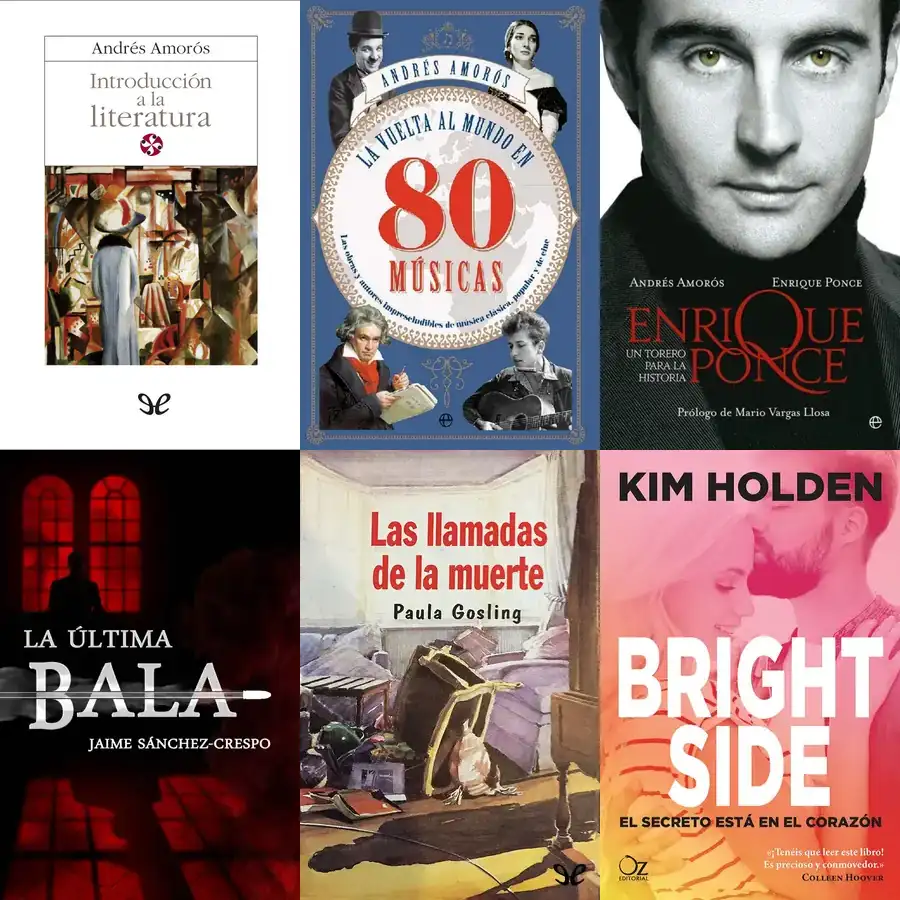 Andrés Amorós
Introducción
a la
literatura
ANDRÉS AMORÓS
LA VUELTA AL MUNDO EN
80
MÚSICAS
Las obras y autores imprescindibles de música clásica, popular y de cine
e
ANDRÉS AMORÓS ENRIQUE PONCE
ENRIQUE
PONCE
UN TORERO
PARA LA
HISTORIA
Prólogo de Mario Vargas Llosa
e
LA ÚLTIMA
BALA
JAIME SÁNCHEZ-CRESPO
Las llamadas
de la muerte
Paula Gosling
KIM HOLDEN
BRIGHT
SIDE
EL SECRETO ESTÁ EN EL CORAZÓN
OZ
EDITORIAL
«¡Tenéis que leer este libro!
Es precioso y conmovedor.»
COLLEEN HOOVER